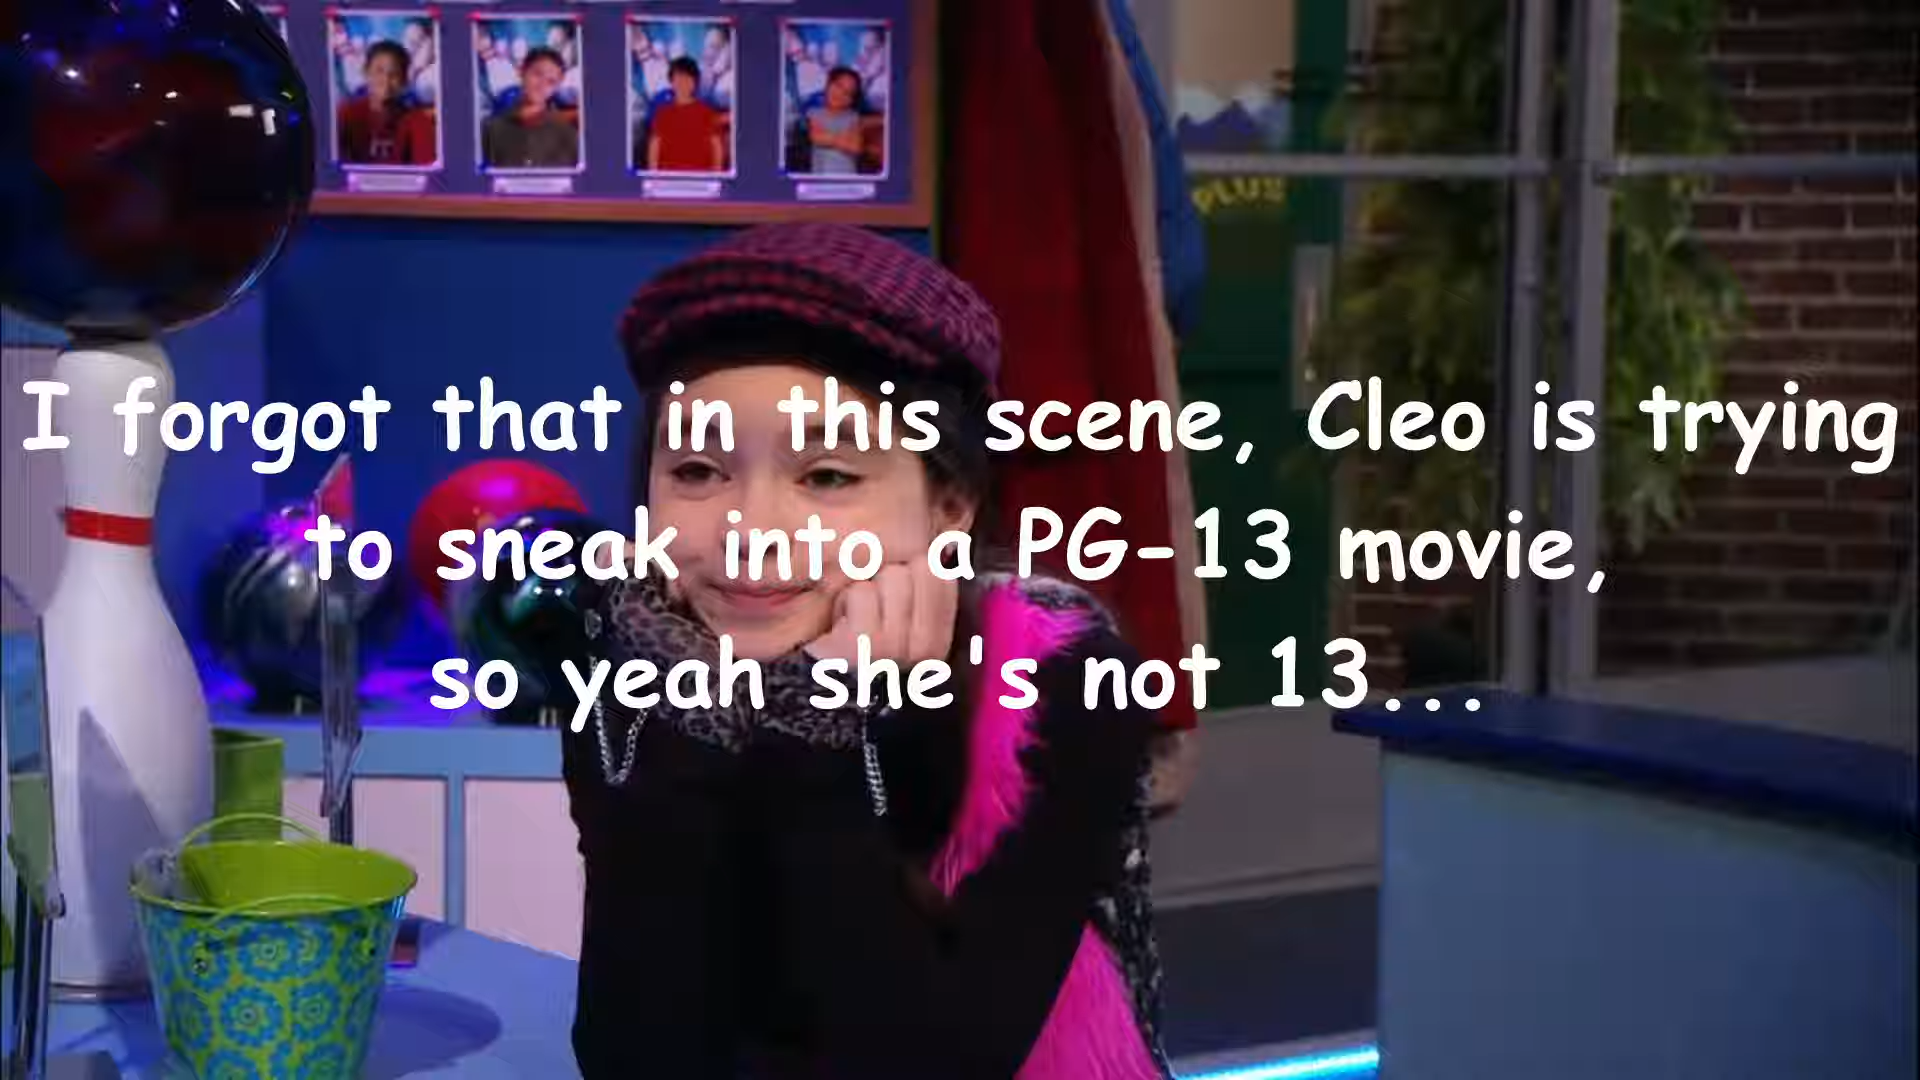 PLUS
I forgot that in this scene, Cleo is trying
to sneak into a PG-13 movie,
so yeah she's not 13...